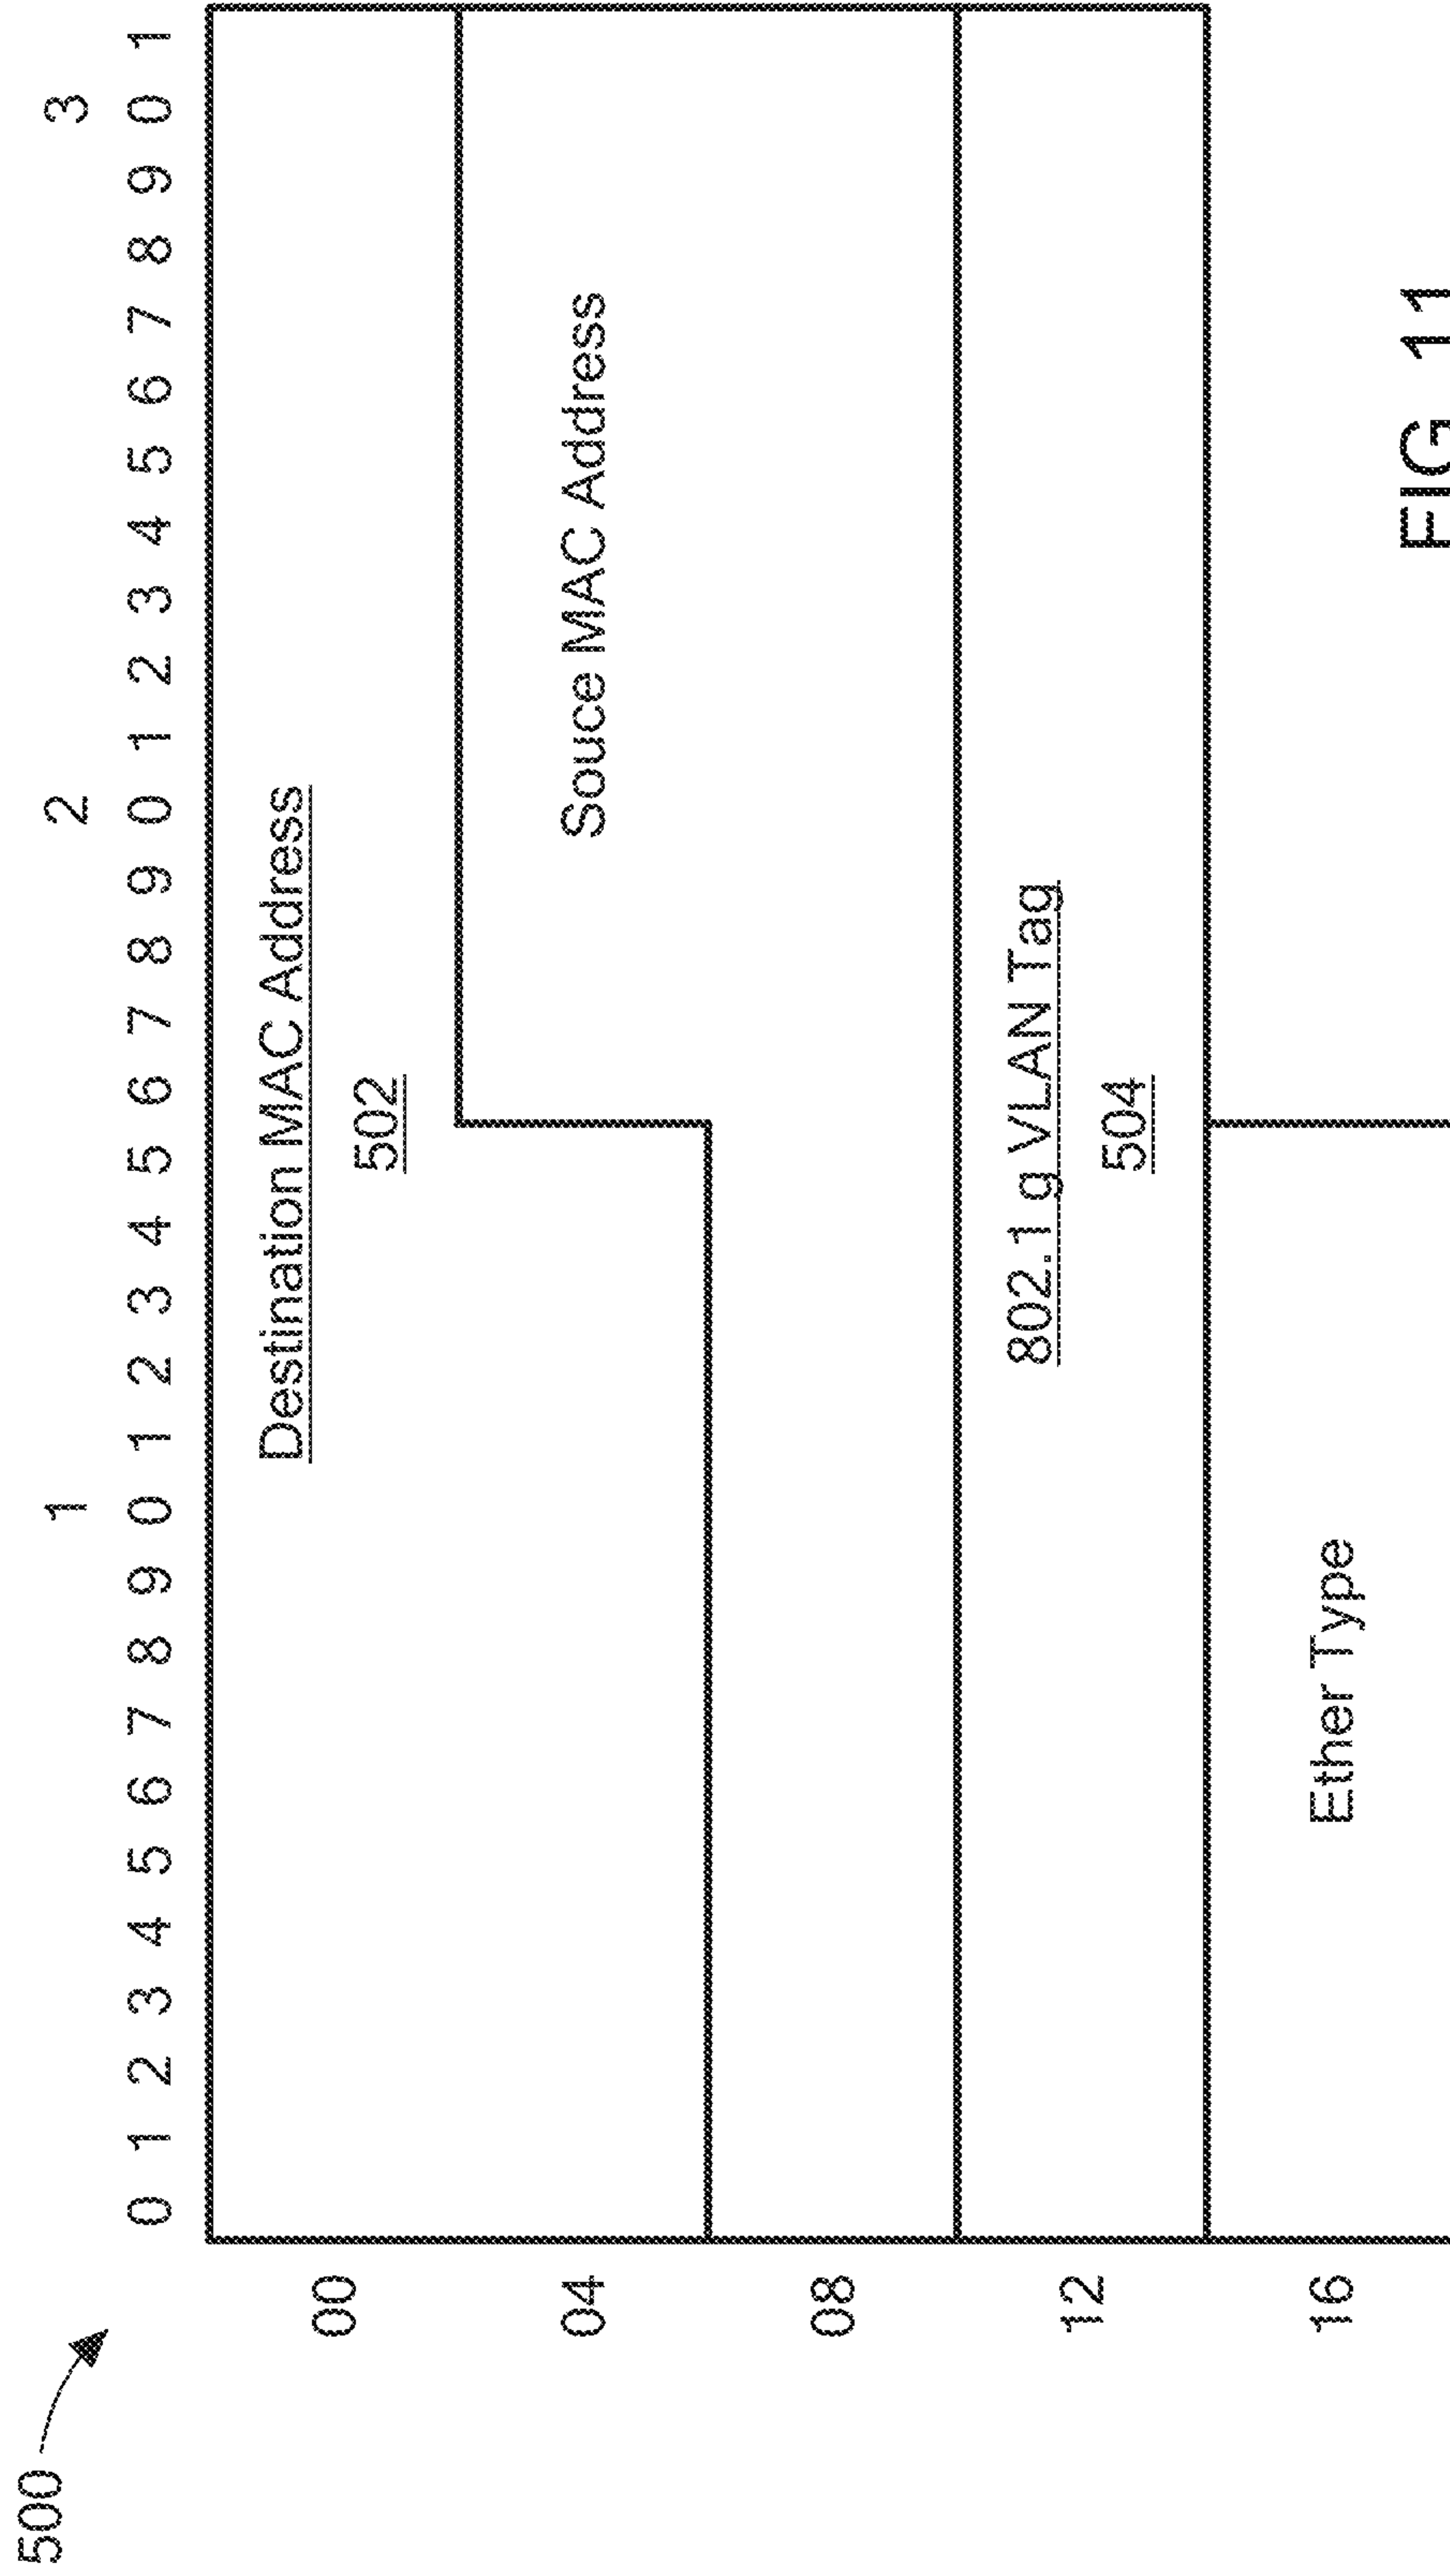 500
1 2 3
0 1 2 3 4 5 6 7 8 9 0 1 2 3 4 5 6 7 8 9 0 1 2 3 4 5 6 7 8 9 0 1
00
Destination MAC Address
502
04
Souce MAC Address
08
12
802.1 g VLAN Tag
504
16
Ether Type
FIG 11